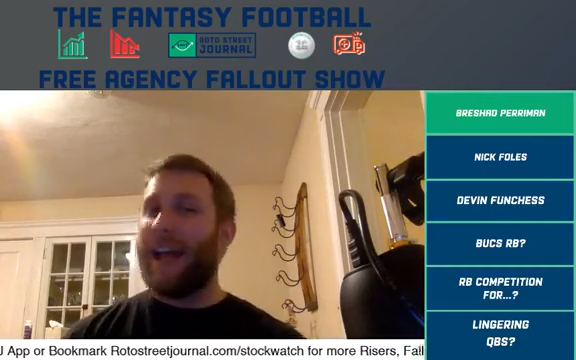 THE FANTASY FOOTBALL
ROTO STREET
JOURNAL
FREE AGENCY FALLOUT SHOW
BRESHAD PERRIMAN
NICK FOLES
DEVIN FUNCHESS
BUCS RB?
RB COMPETITION
FOR...?
LINGERING
QBS?
J App or Bookmark Rotostreetjournal.com/stockwatch for more Risers, Fall